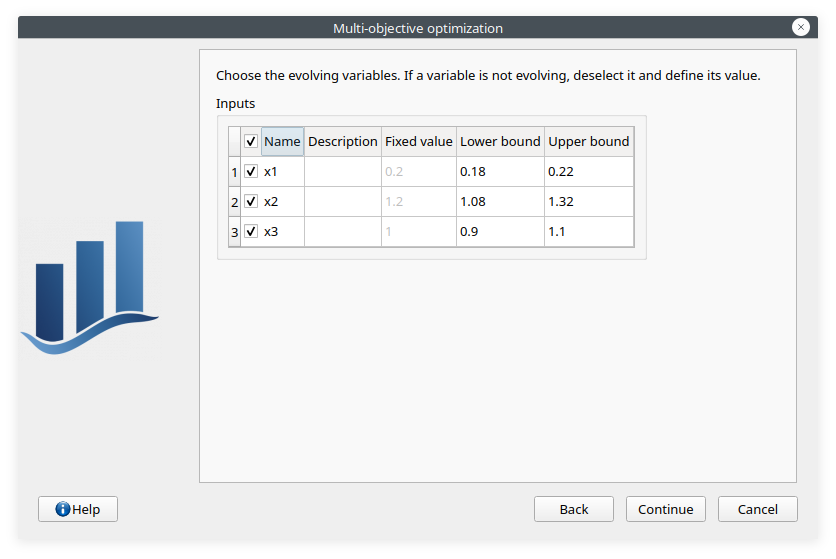 Multi-objective optimization
Choose the evolving variables. If a variable is not evolving, deselect it and define its value.
Inputs
Name Description Fixed value Lower bound Upper bound
1 x1 0.2 0.18 0.22
2 x2 1.2 1.08 1.32
3 x3 1 0.9 1.1
Help Back Continue Cancel